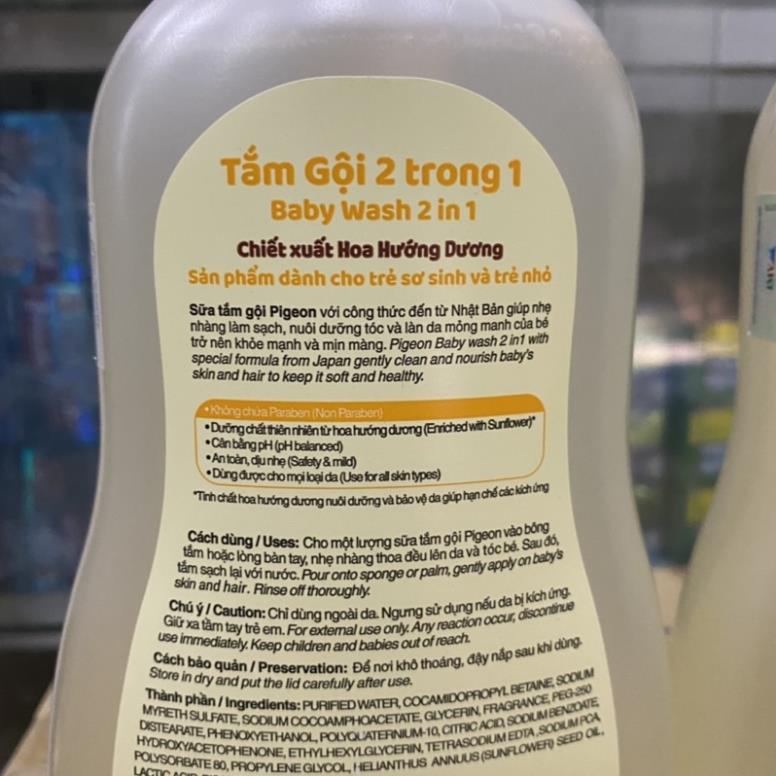 Tắm Gội 2 trong 1
Baby Wash 2 in 1
Chiết xuất Hoa Hướng Dương
Sản phẩm dành cho trẻ sơ sinh và trẻ nhỏ
Sữa tắm gội Pigeon với công thức đến từ Nhật Bản giúp nhẹ
nhàng làm sạch, nuôi dưỡng tóc và làn da mỏng manh của bé
trở nên khỏe mạnh và mịn màng. Pigeon Baby wash 2 in1 with
special formula from Japan gently clean and nourish baby's
skin and hair to keep it soft and healthy.
•Không chứa Paraben (Non Paraben)
•Dưỡng chất thiên nhiên từ hoa hướng dương (Enriched with Sunflower)*
•Cân bằng pH (pH balanced)
•An toàn, dịu nhẹ (Safety & mild)
•Dùng được cho mọi loại da (Use for all skin types)
*Tinh chất hoa hướng dương nuôi dưỡng và bảo vệ da giúp hạn chế các kích ứng
Cách dùng / Uses: Cho một lượng sữa tắm gội Pigeon vào bông
tắm hoặc lòng bàn tay, nhẹ nhàng thoa đều lên da và tóc bé. Sau đó,
tắm sạch lại với nước. Pour onto sponge or palm, gently apply on baby's
skin and hair. Rinse off thoroughly.
Chú ý / Caution: Chỉ dùng ngoài da. Ngưng sử dụng nếu da bị kích ứng.
Giữ xa tầm tay trẻ em. For external use only. Any reaction occur, discontinue
use immediately. Keep children and babies out of reach.
Cách bảo quản / Preservation: Để nơi khô thoáng, đậy nắp sau khi dùng.
Store in dry and put the lid carefully after use.
Thành phần / Ingredients: PURIFIED WATER, COCAMIDOPROPYL BETAINE, SODIUM
MYRETH SULFATE, SODIUM COCOAMPHOACETATE, GLYCERIN, FRAGRANCE, PEG-250
DISTEARATE, PHENOXYETHANOL, POLYQUATERNIUM-10, CITRIC ACID, SODIUM BENZOATE,
HYDROXYACETOPHENONE, ETHYLHEXYLGLYCERIN, TETRASODIUM EDTA ,SODIUM PCA,
POLYSORBATE 80, PROPYLENE GLYCOL, HELIANTHUS ANNUUS (SUNFLOWER) SEED OIL,
LACTIC ACID,